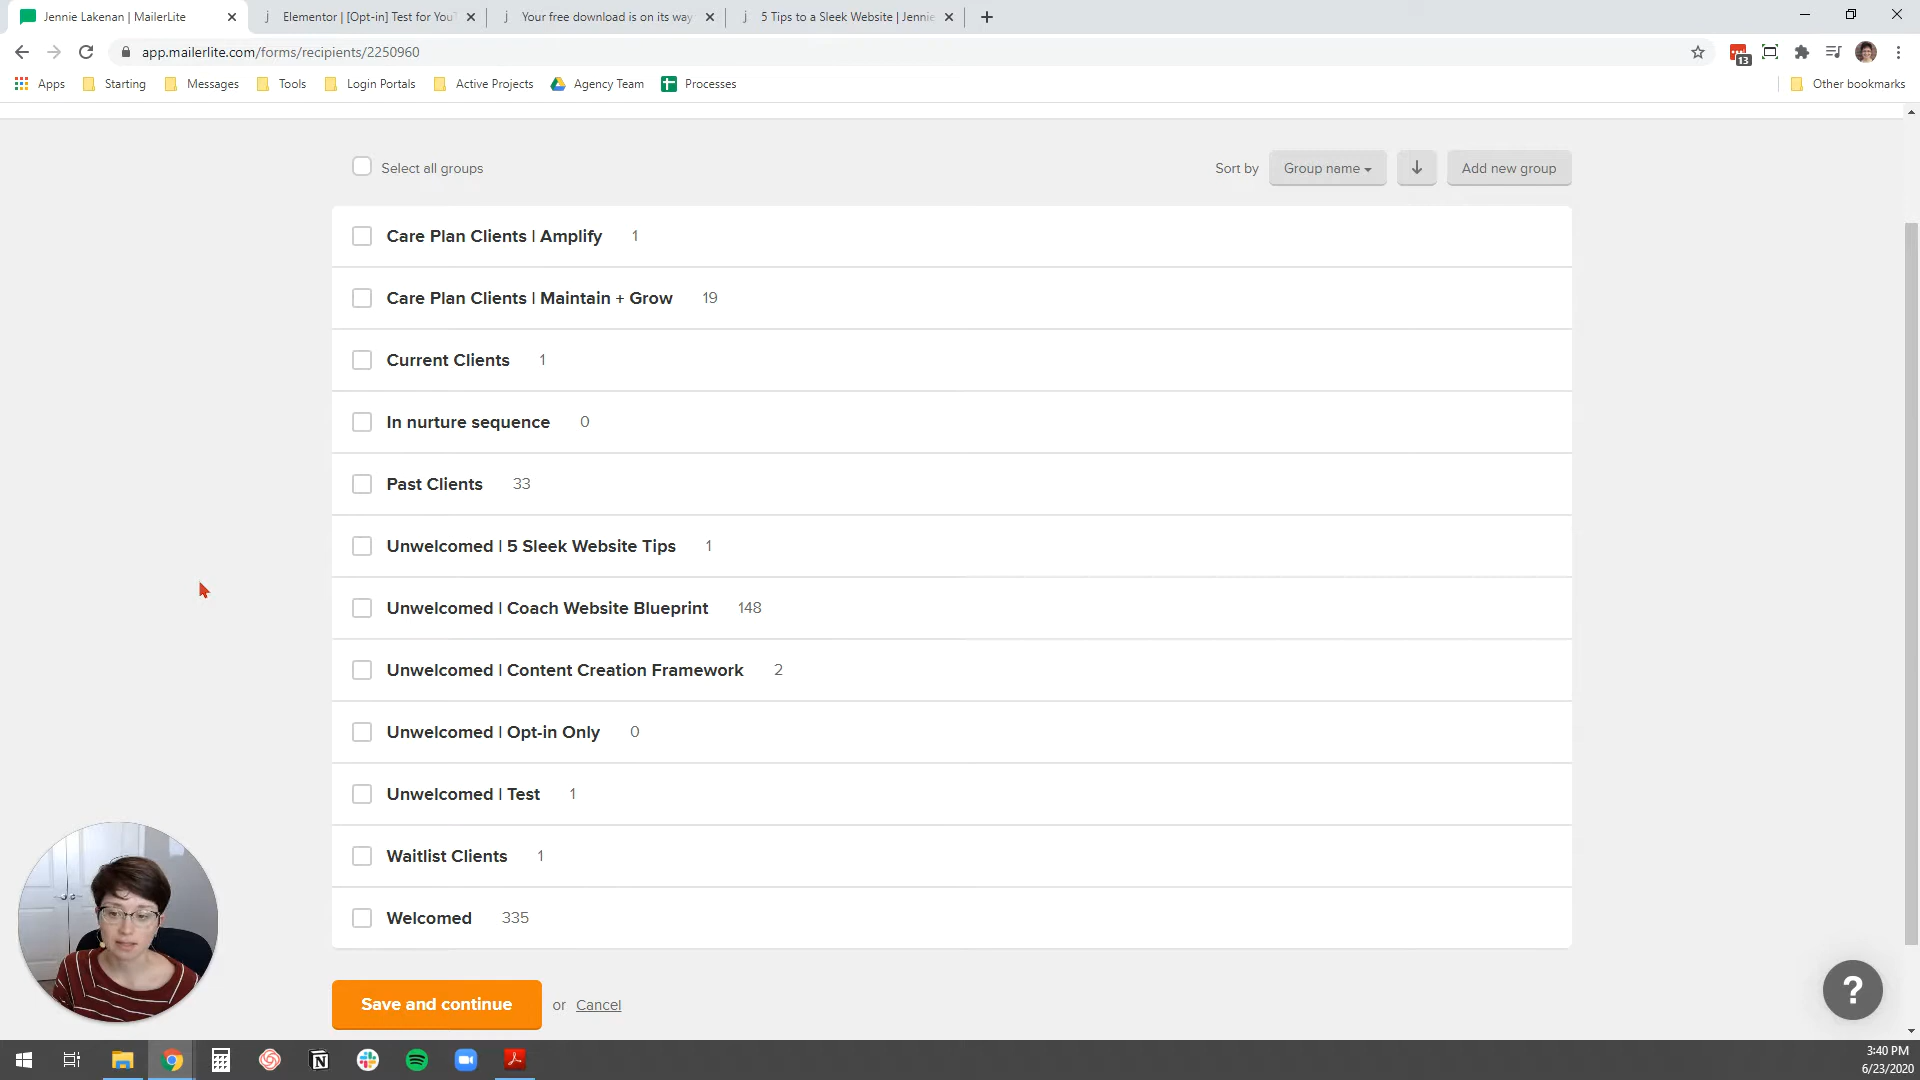 Jennie Lakenan | MailerLite
Elementor | [Opt-in] Test for You
Your free download is on its way
5 Tips to a Sleek Website | Jennie
app.mailerlite.com/forms/recipients/2250960
13
Apps
Starting
Messages
Tools
Login Portals
Active Projects
Agency Team
Processes
Other bookmarks
Select all groups
Sort by
Group name
Add new group
Care Plan Clients | Amplify 1
Care Plan Clients | Maintain + Grow 19
Current Clients 1
In nurture sequence 0
Past Clients 33
Unwelcomed | 5 Sleek Website Tips 1
Unwelcomed | Coach Website Blueprint 148
Unwelcomed | Content Creation Framework 2
Unwelcomed | Opt-in Only 0
Unwelcomed | Test 1
Waitlist Clients 1
Welcomed 335
Save and continue or Cancel
?
3:40 PM
6/23/2020